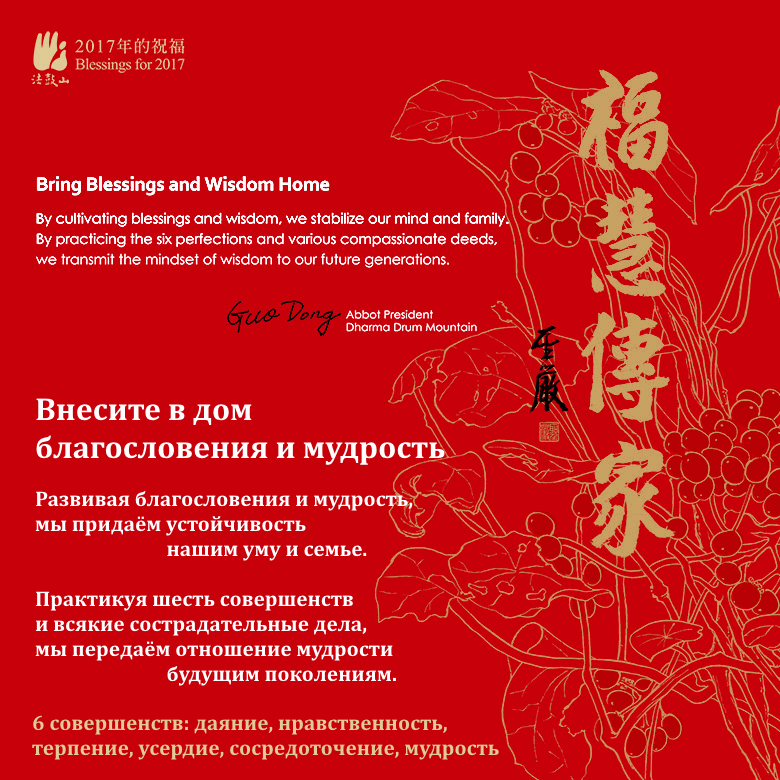 2017年的祝福
Blessings for 2017
法鼓山
Bring Blessings and Wisdom Home
By cultivating blessings and wisdom, we stabilize our mind and family.
By practicing the six perfections and various compassionate deeds,
we transmit the mindset of wisdom to our future generations.
Guo Dong
Abbot President
Dharma Drum Mountain
福慧傳家
聖嚴
Внесите в дом
благословения и мудрость
Развивая благословения и мудрость,
мы придаём устойчивость
нашим уму и семье.
Практикуя шесть совершенств
и всякие сострадательные дела,
мы передаём отношение мудрости
будущим поколениям.
6 совершенств: даяние, нравственность,
терпение, усердие, сосредоточение, мудрость